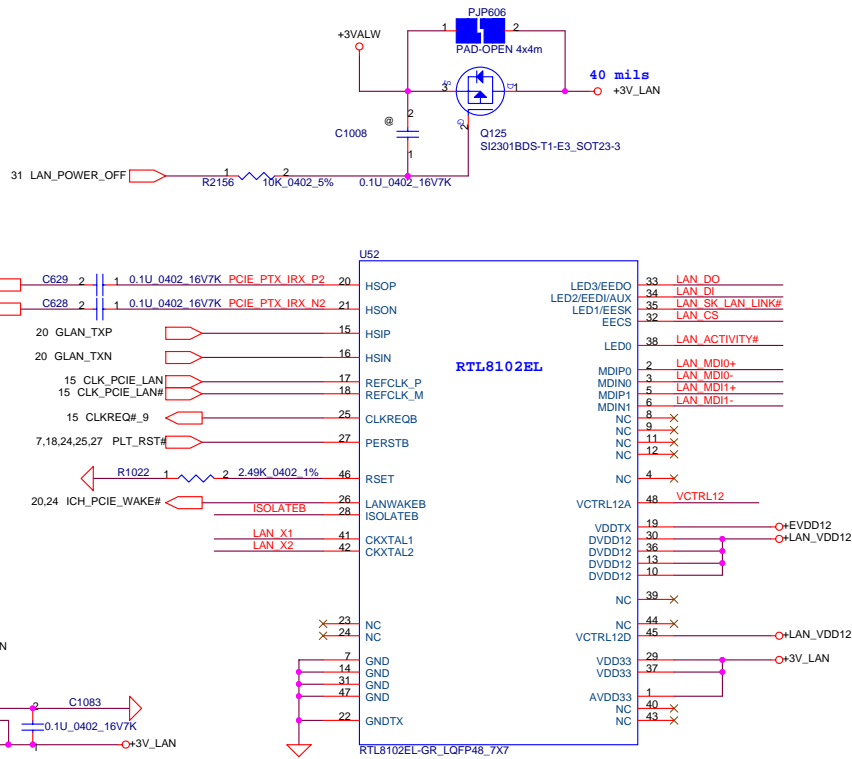 PJP606
1 2
+3VALW
PAD-OPEN 4x4m
40 mils
3 S D 1
+3V_LAN
G
2
2
@
C1008
1
Q125
SI2301BDS-T1-E3_SOT23-3
31 LAN_POWER_OFF
1 2
R2156 10K_0402_5% 0.1U_0402_16V7K
U52
C629 2 1 0.1U_0402_16V7K PCIE_PTX_IRX_P2 20 HSOP
C628 2 1 0.1U_0402_16V7K PCIE_PTX_IRX_N2 21 HSON
20 GLAN_TXP 15 HSIP
20 GLAN_TXN 16 HSIN
15 CLK_PCIE_LAN 17 REFCLK_P
15 CLK_PCIE_LAN# 18 REFCLK_M
15 CLKREQ#_9 25 CLKREQB
7,18,24,25,27 PLT_RST# 27 PERSTB
R1022 1 2 2.49K_0402_1% 46 RSET
20,24 ICH_PCIE_WAKE# 26 LANWAKEB
ISOLATEB 28 ISOLATEB
LAN_X1 41 CKXTAL1
LAN_X2 42 CKXTAL2
23 NC
24 NC
7 GND
14 GND
31 GND
47 GND
22 GNDTX
RTL8102EL
LED3/EEDO 33 LAN_DO
LED2/EEDI/AUX 34 LAN_DI
LED1/EESK 35 LAN_SK_LAN_LINK#
EECS 32 LAN_CS
LED0 38 LAN_ACTIVITY#
MDIP0 2 LAN_MDI0+
MDIN0 3 LAN_MDI0-
MDIP1 5 LAN_MDI1+
MDIN1 6 LAN_MDI1-
NC 8
NC 9
NC 11
NC 12
NC 4
VCTRL12A 48 VCTRL12
VDDTX 19 +EVDD12
DVDD12 30 +LAN_VDD12
DVDD12 36
DVDD12 13
DVDD12 10
NC 39
NC 44
VCTRL12D 45 +LAN_VDD12
VDD33 29 +3V_LAN
VDD33 37
AVDD33 1
NC 40
NC 43
RTL8102EL-GR_LQFP48_7X7
N
2 C1083
0.1U_0402_16V7K
1 +3V_LAN